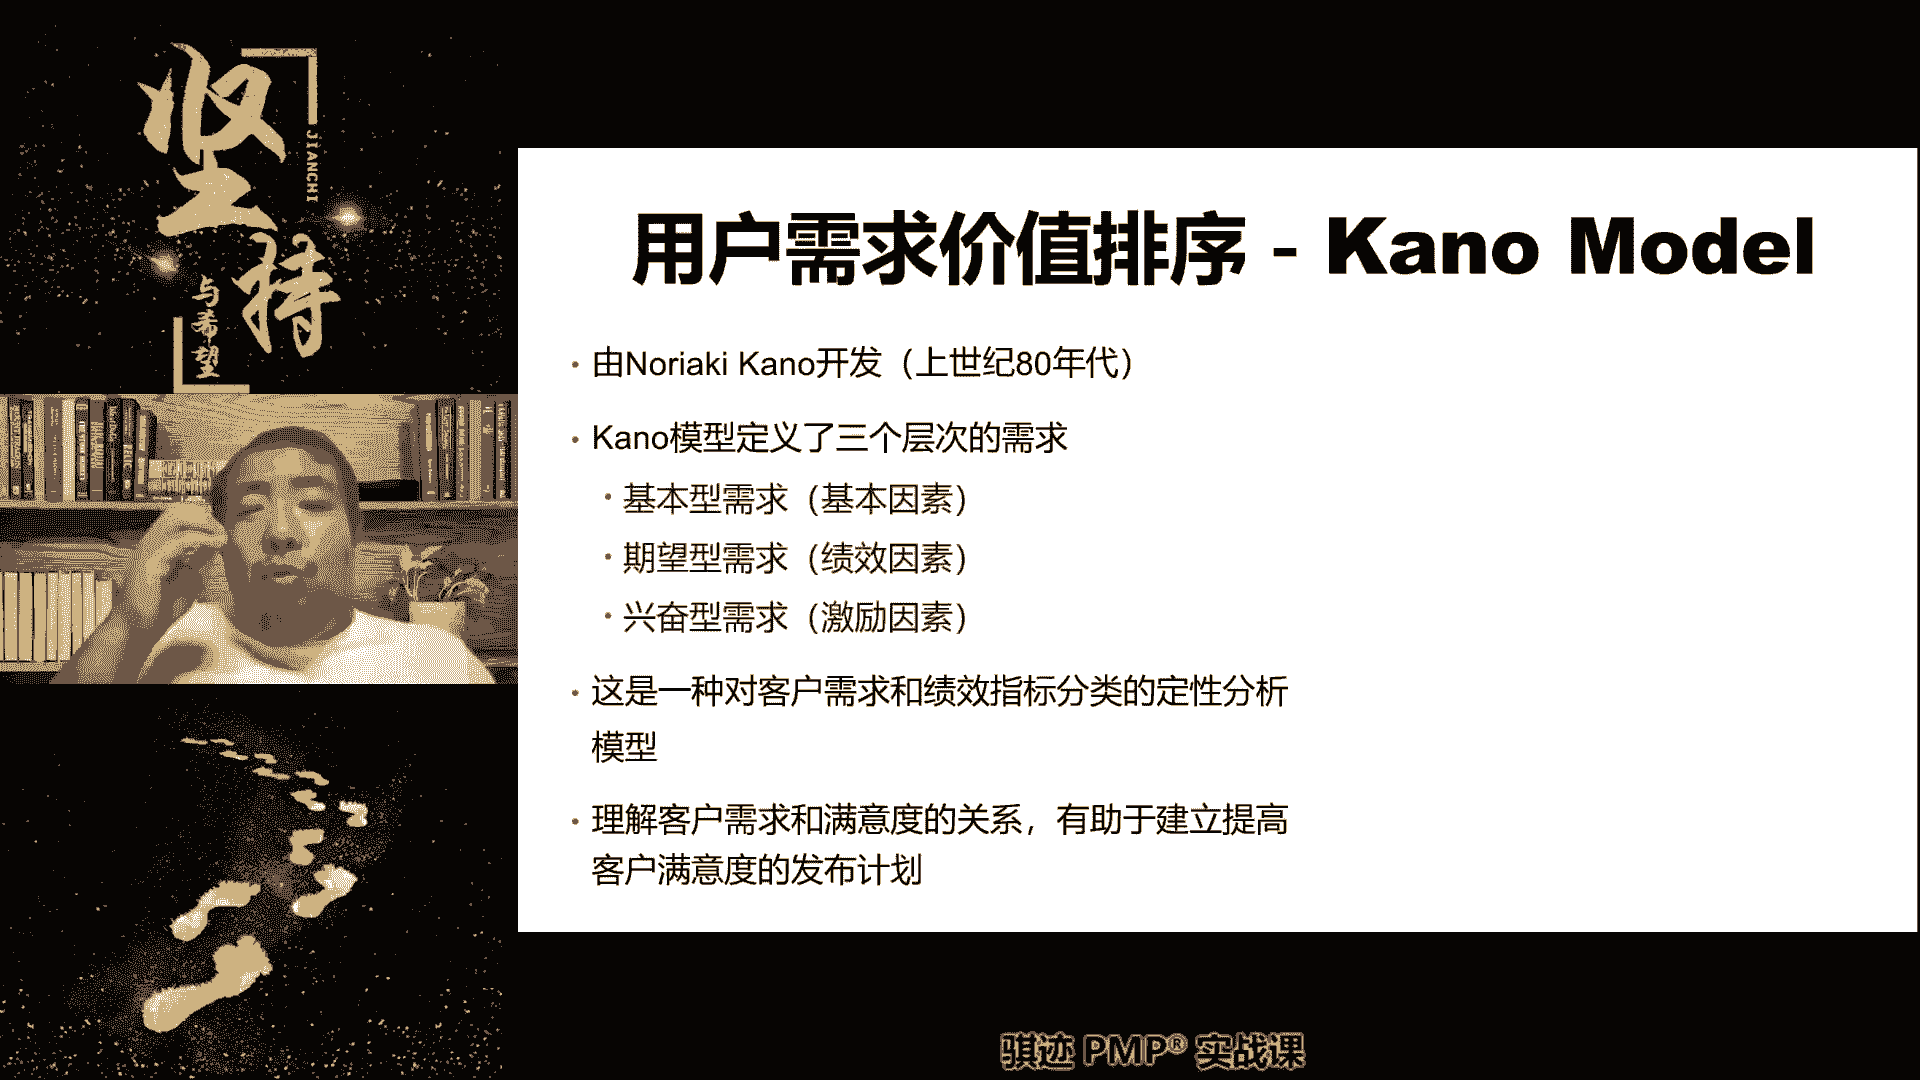 坚持
JIANCHI
与希望
用户需求价值排序 - Kano Model
· 由Noriaki Kano开发（上世纪80年代）
· Kano模型定义了三个层次的需求
· 基本型需求（基本因素）
· 期望型需求（绩效因素）
· 兴奋型需求（激励因素）
· 这是一种对客户需求和绩效指标分类的定性分析
模型
· 理解客户需求和满意度的关系，有助于建立提高
客户满意度的发布计划
骐迹 PMP® 实战课